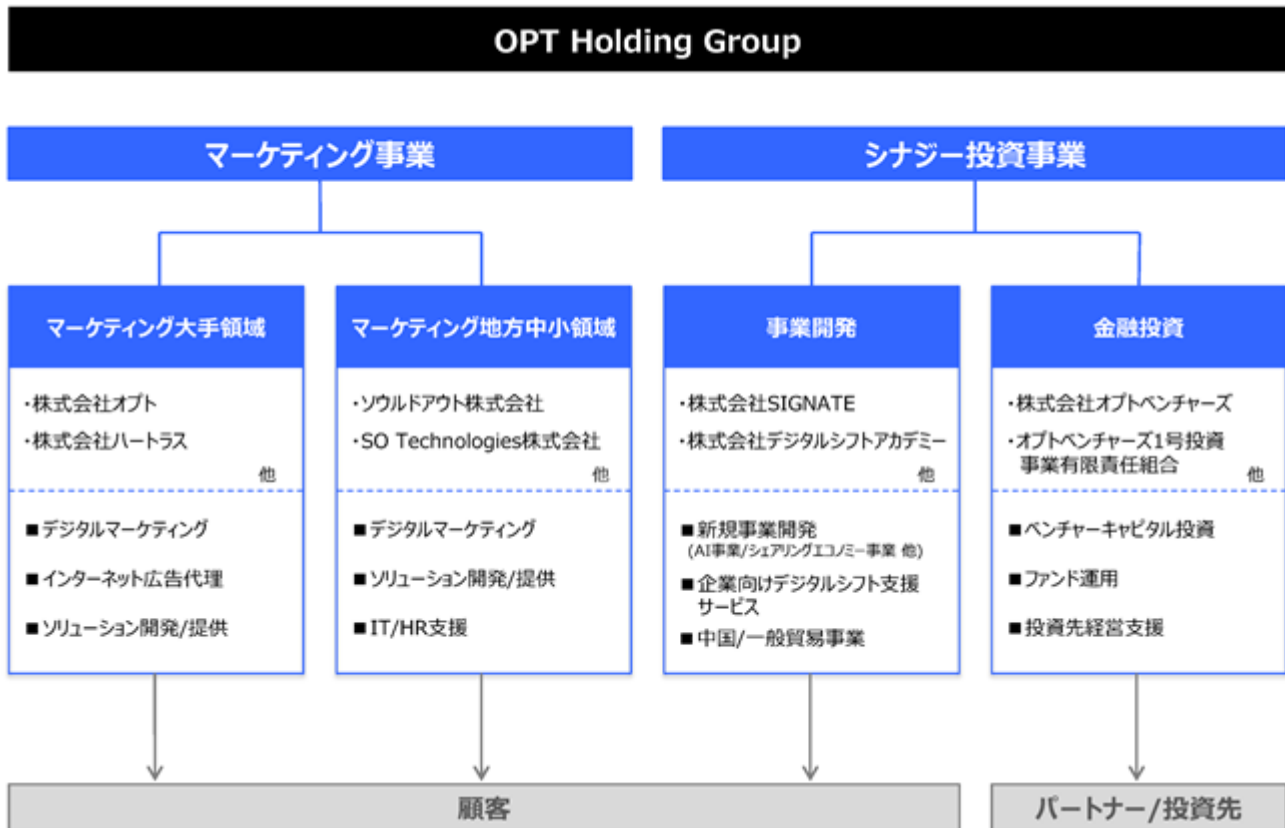 OPT Holding Group
マーケティング事業
シナジー投資事業
マーケティング大手領域
・株式会社オプト
・株式会社ハートラス
他
■デジタルマーケティング
■インターネット広告代理
■ソリューション開発/提供
マーケティング地方中小領域
・ソウルドアウト株式会社
・SO Technologies株式会社
他
■デジタルマーケティング
■ソリューション開発/提供
■IT/HR支援
事業開発
・株式会社SIGNATE
・株式会社デジタルシフトアカデミー
他
■新規事業開発
(AI事業/シェアリングエコノミー事業 他)
■企業向けデジタルシフト支援
サービス
■中国/一般貿易事業
金融投資
・株式会社オプトベンチャーズ
・オプトベンチャーズ1号投資
事業有限責任組合
他
■ベンチャーキャピタル投資
■ファンド運用
■投資先経営支援
顧客
パートナー/投資先